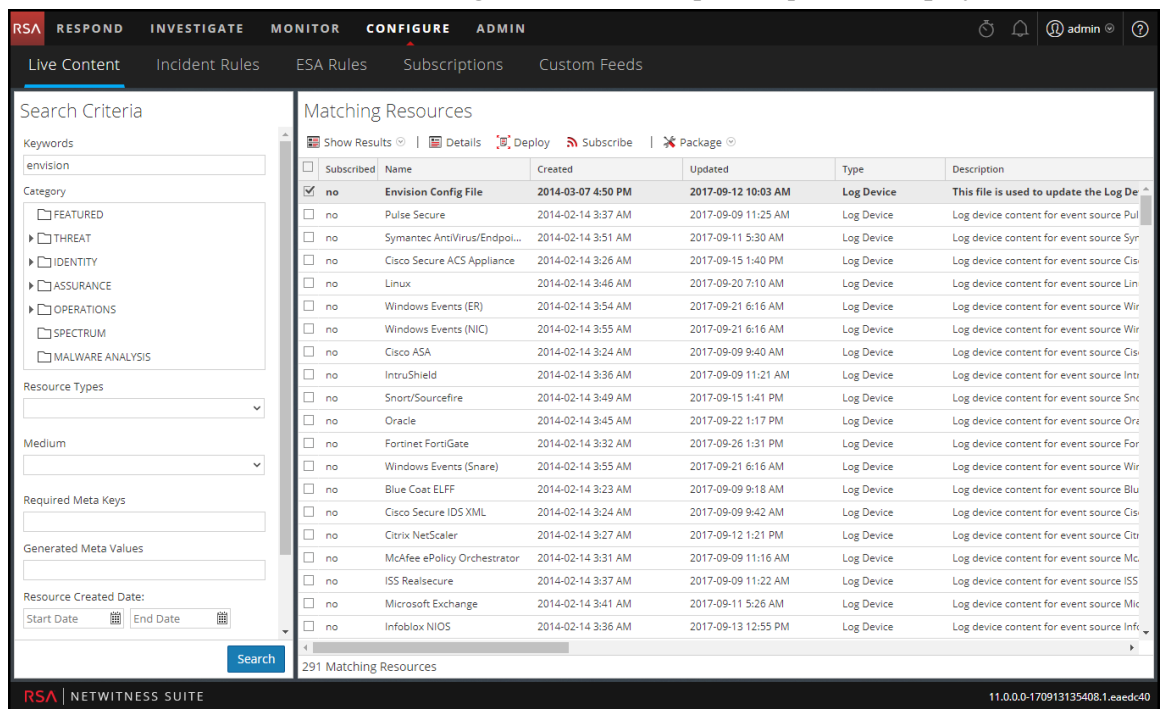 RSA RESPOND INVESTIGATE MONITOR CONFIGURE ADMIN admin
Live Content Incident Rules ESA Rules Subscriptions Custom Feeds
Search Criteria
Keywords
envision
Category
FEATURED
THREAT
IDENTITY
ASSURANCE
OPERATIONS
SPECTRUM
MALWARE ANALYSIS
Resource Types
Medium
Required Meta Keys
Generated Meta Values
Resource Created Date:
Start Date End Date
Search
Matching Resources
Show Results | Details Deploy Subscribe | Package
Subscribed Name Created Updated Type Description
no Envision Config File 2014-03-07 4:50 PM 2017-09-12 10:03 AM Log Device This file is used to update the Log De
no Pulse Secure 2014-02-14 3:37 AM 2017-09-09 11:25 AM Log Device Log device content for event source Pul
no Symantec AntiVirus/Endpoi... 2014-02-14 3:51 AM 2017-09-11 5:30 AM Log Device Log device content for event source Syr
no Cisco Secure ACS Appliance 2014-02-14 3:26 AM 2017-09-15 1:40 PM Log Device Log device content for event source Cis
no Linux 2014-02-14 3:46 AM 2017-09-20 7:10 AM Log Device Log device content for event source Lin
no Windows Events (ER) 2014-02-14 3:54 AM 2017-09-21 6:16 AM Log Device Log device content for event source Wir
no Windows Events (NIC) 2014-02-14 3:55 AM 2017-09-21 6:16 AM Log Device Log device content for event source Wir
no Cisco ASA 2014-02-14 3:24 AM 2017-09-09 9:40 AM Log Device Log device content for event source Cis
no IntruShield 2014-02-14 3:36 AM 2017-09-09 11:21 AM Log Device Log device content for event source Intr
no Snort/Sourcefire 2014-02-14 3:49 AM 2017-09-15 1:41 PM Log Device Log device content for event source Sno
no Oracle 2014-02-14 3:45 AM 2017-09-22 1:17 PM Log Device Log device content for event source Ora
no Fortinet FortiGate 2014-02-14 3:32 AM 2017-09-26 1:31 PM Log Device Log device content for event source For
no Windows Events (Snare) 2014-02-14 3:55 AM 2017-09-21 6:16 AM Log Device Log device content for event source Wir
no Blue Coat ELFF 2014-02-14 3:23 AM 2017-09-09 9:18 AM Log Device Log device content for event source Blu
no Cisco Secure IDS XML 2014-02-14 3:24 AM 2017-09-09 9:42 AM Log Device Log device content for event source Cis
no Citrix NetScaler 2014-02-14 3:27 AM 2017-09-12 1:21 PM Log Device Log device content for event source Citr
no McAfee ePolicy Orchestrator 2014-02-14 3:31 AM 2017-09-09 11:16 AM Log Device Log device content for event source Mc
no ISS Realsecure 2014-02-14 3:37 AM 2017-09-09 11:22 AM Log Device Log device content for event source ISS
no Microsoft Exchange 2014-02-14 3:41 AM 2017-09-11 5:26 AM Log Device Log device content for event source Mic
no Infoblox NIOS 2014-02-14 3:36 AM 2017-09-13 12:55 PM Log Device Log device content for event source Info
291 Matching Resources
RSA | NETWITNESS SUITE 11.0.0.0-170913135408.1.eaedc40